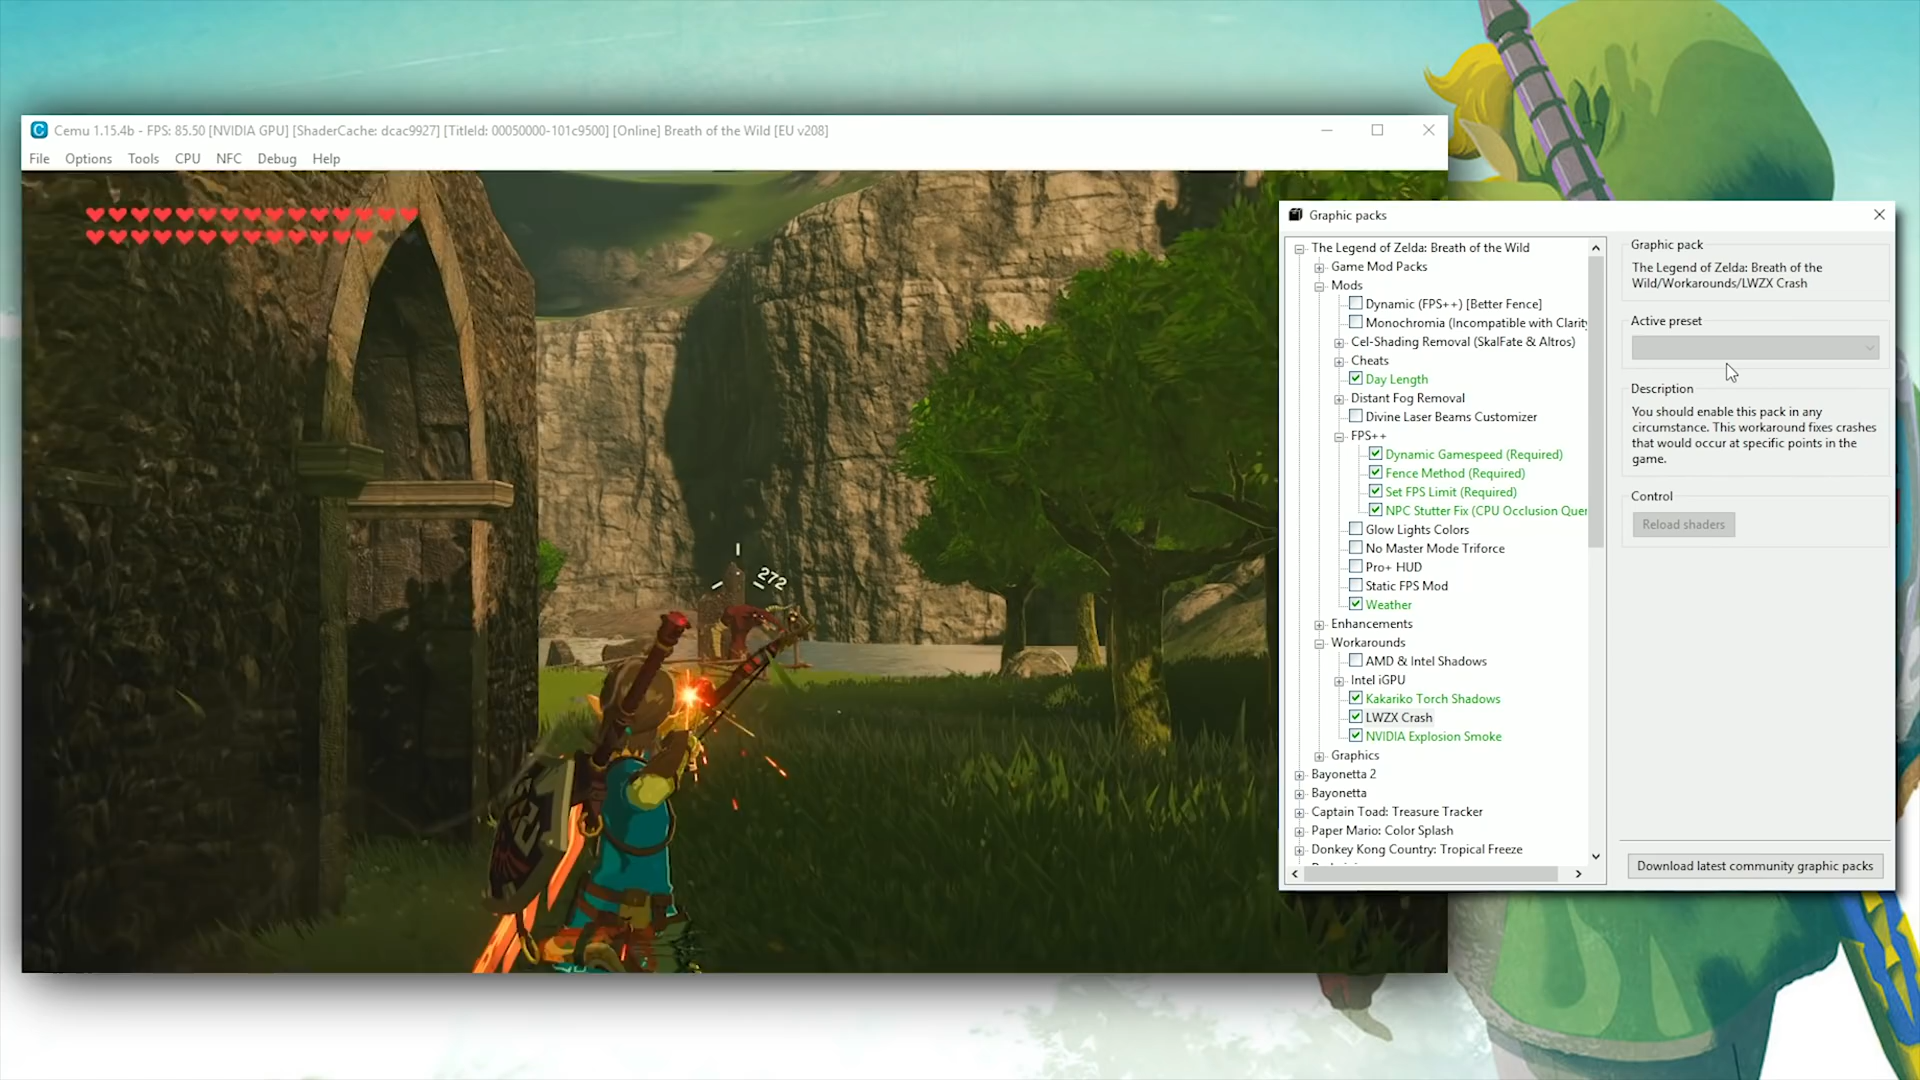 Cemu 1.15.4b - FPS: 85.50 [NVIDIA GPU] [ShaderCache: dcac9927] [TitleId: 00050000-101c9500] [Online] Breath of the Wild [EU v208]
File Options Tools CPU NFC Debug Help
272
Graphic packs
The Legend of Zelda: Breath of the Wild
Game Mod Packs
Mods
Dynamic (FPS++) [Better Fence]
Monochromia (Incompatible with Clarity
Cel-Shading Removal (SkalFate & Altros)
Cheats
Day Length
Distant Fog Removal
Divine Laser Beams Customizer
FPS++
Dynamic Gamespeed (Required)
Fence Method (Required)
Set FPS Limit (Required)
NPC Stutter Fix (CPU Occlusion Quer
Glow Lights Colors
No Master Mode Triforce
Pro+ HUD
Static FPS Mod
Weather
Enhancements
Workarounds
AMD & Intel Shadows
Intel iGPU
Kakariko Torch Shadows
LWZX Crash
NVIDIA Explosion Smoke
Graphics
Bayonetta 2
Bayonetta
Captain Toad: Treasure Tracker
Paper Mario: Color Splash
Donkey Kong Country: Tropical Freeze
Graphic pack
The Legend of Zelda: Breath of the
Wild/Workarounds/LWZX Crash
Active preset
Description
You should enable this pack in any
circumstance. This workaround fixes crashes
that would occur at specific points in the
game.
Control
Reload shaders
Download latest community graphic packs